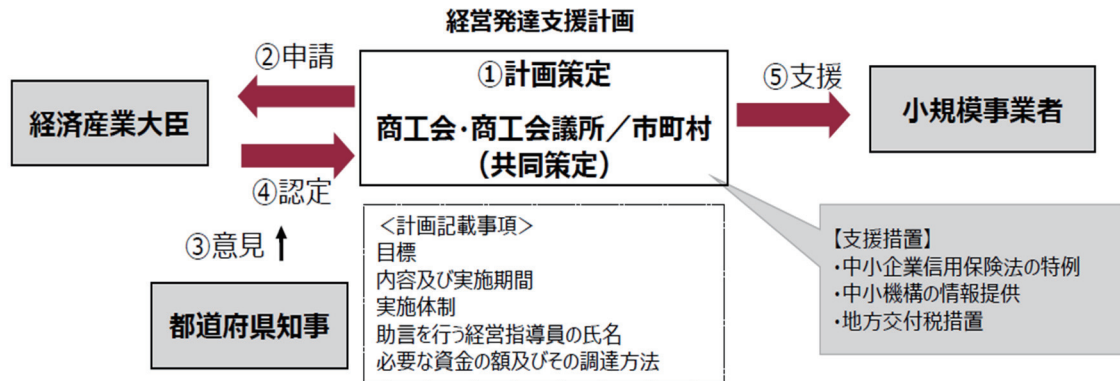 経営発達支援計画
②申請
経済産業大臣
④認定
③意見
都道府県知事
①計画策定
商工会・商工会議所／市町村
（共同策定）
＜計画記載事項＞
目標
内容及び実施期間
実施体制
助言を行う経営指導員の氏名
必要な資金の額及びその調達方法
⑤支援
小規模事業者
【支援措置】
・中小企業信用保険法の特例
・中小機構の情報提供
・地方交付税措置